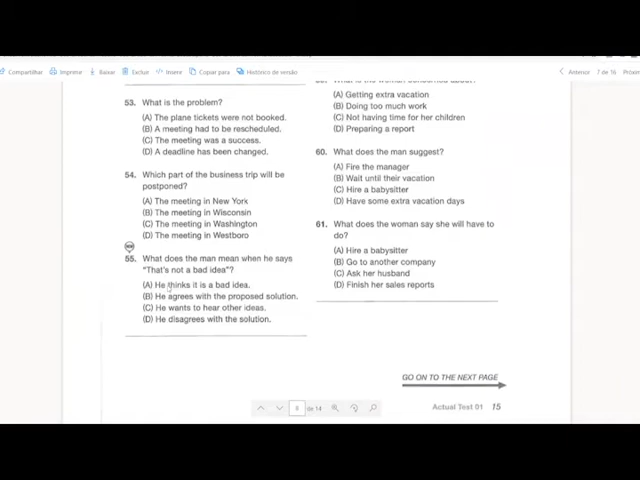 Compartilhar Imprimir Baixar Excluir Inserir Copiar para Histórico de versão Anterior 7 de 16
53. What is the problem?
(A) The plane tickets were not booked.
(B) A meeting had to be rescheduled.
(C) The meeting was a success.
(D) A deadline has been changed.
54. Which part of the business trip will be
postponed?
(A) The meeting in New York
(B) The meeting in Wisconsin
(C) The meeting in Washington
(D) The meeting in Westboro
55. What does the man mean when he says
"That's not a bad idea"?
(A) He thinks it is a bad idea.
(B) He agrees with the proposed solution.
(C) He wants to hear other ideas.
(D) He disagrees with the solution.
(A) Getting extra vacation
(B) Doing too much work
(C) Not having time for her children
(D) Preparing a report
60. What does the man suggest?
(A) Fire the manager
(B) Wait until their vacation
(C) Hire a babysitter
(D) Have some extra vacation days
61. What does the woman say she will have to
do?
(A) Hire a babysitter
(B) Go to another company
(C) Ask her husband
(D) Finish her sales reports
GO ON TO THE NEXT PAGE
8 de 14
Actual Test 01 15